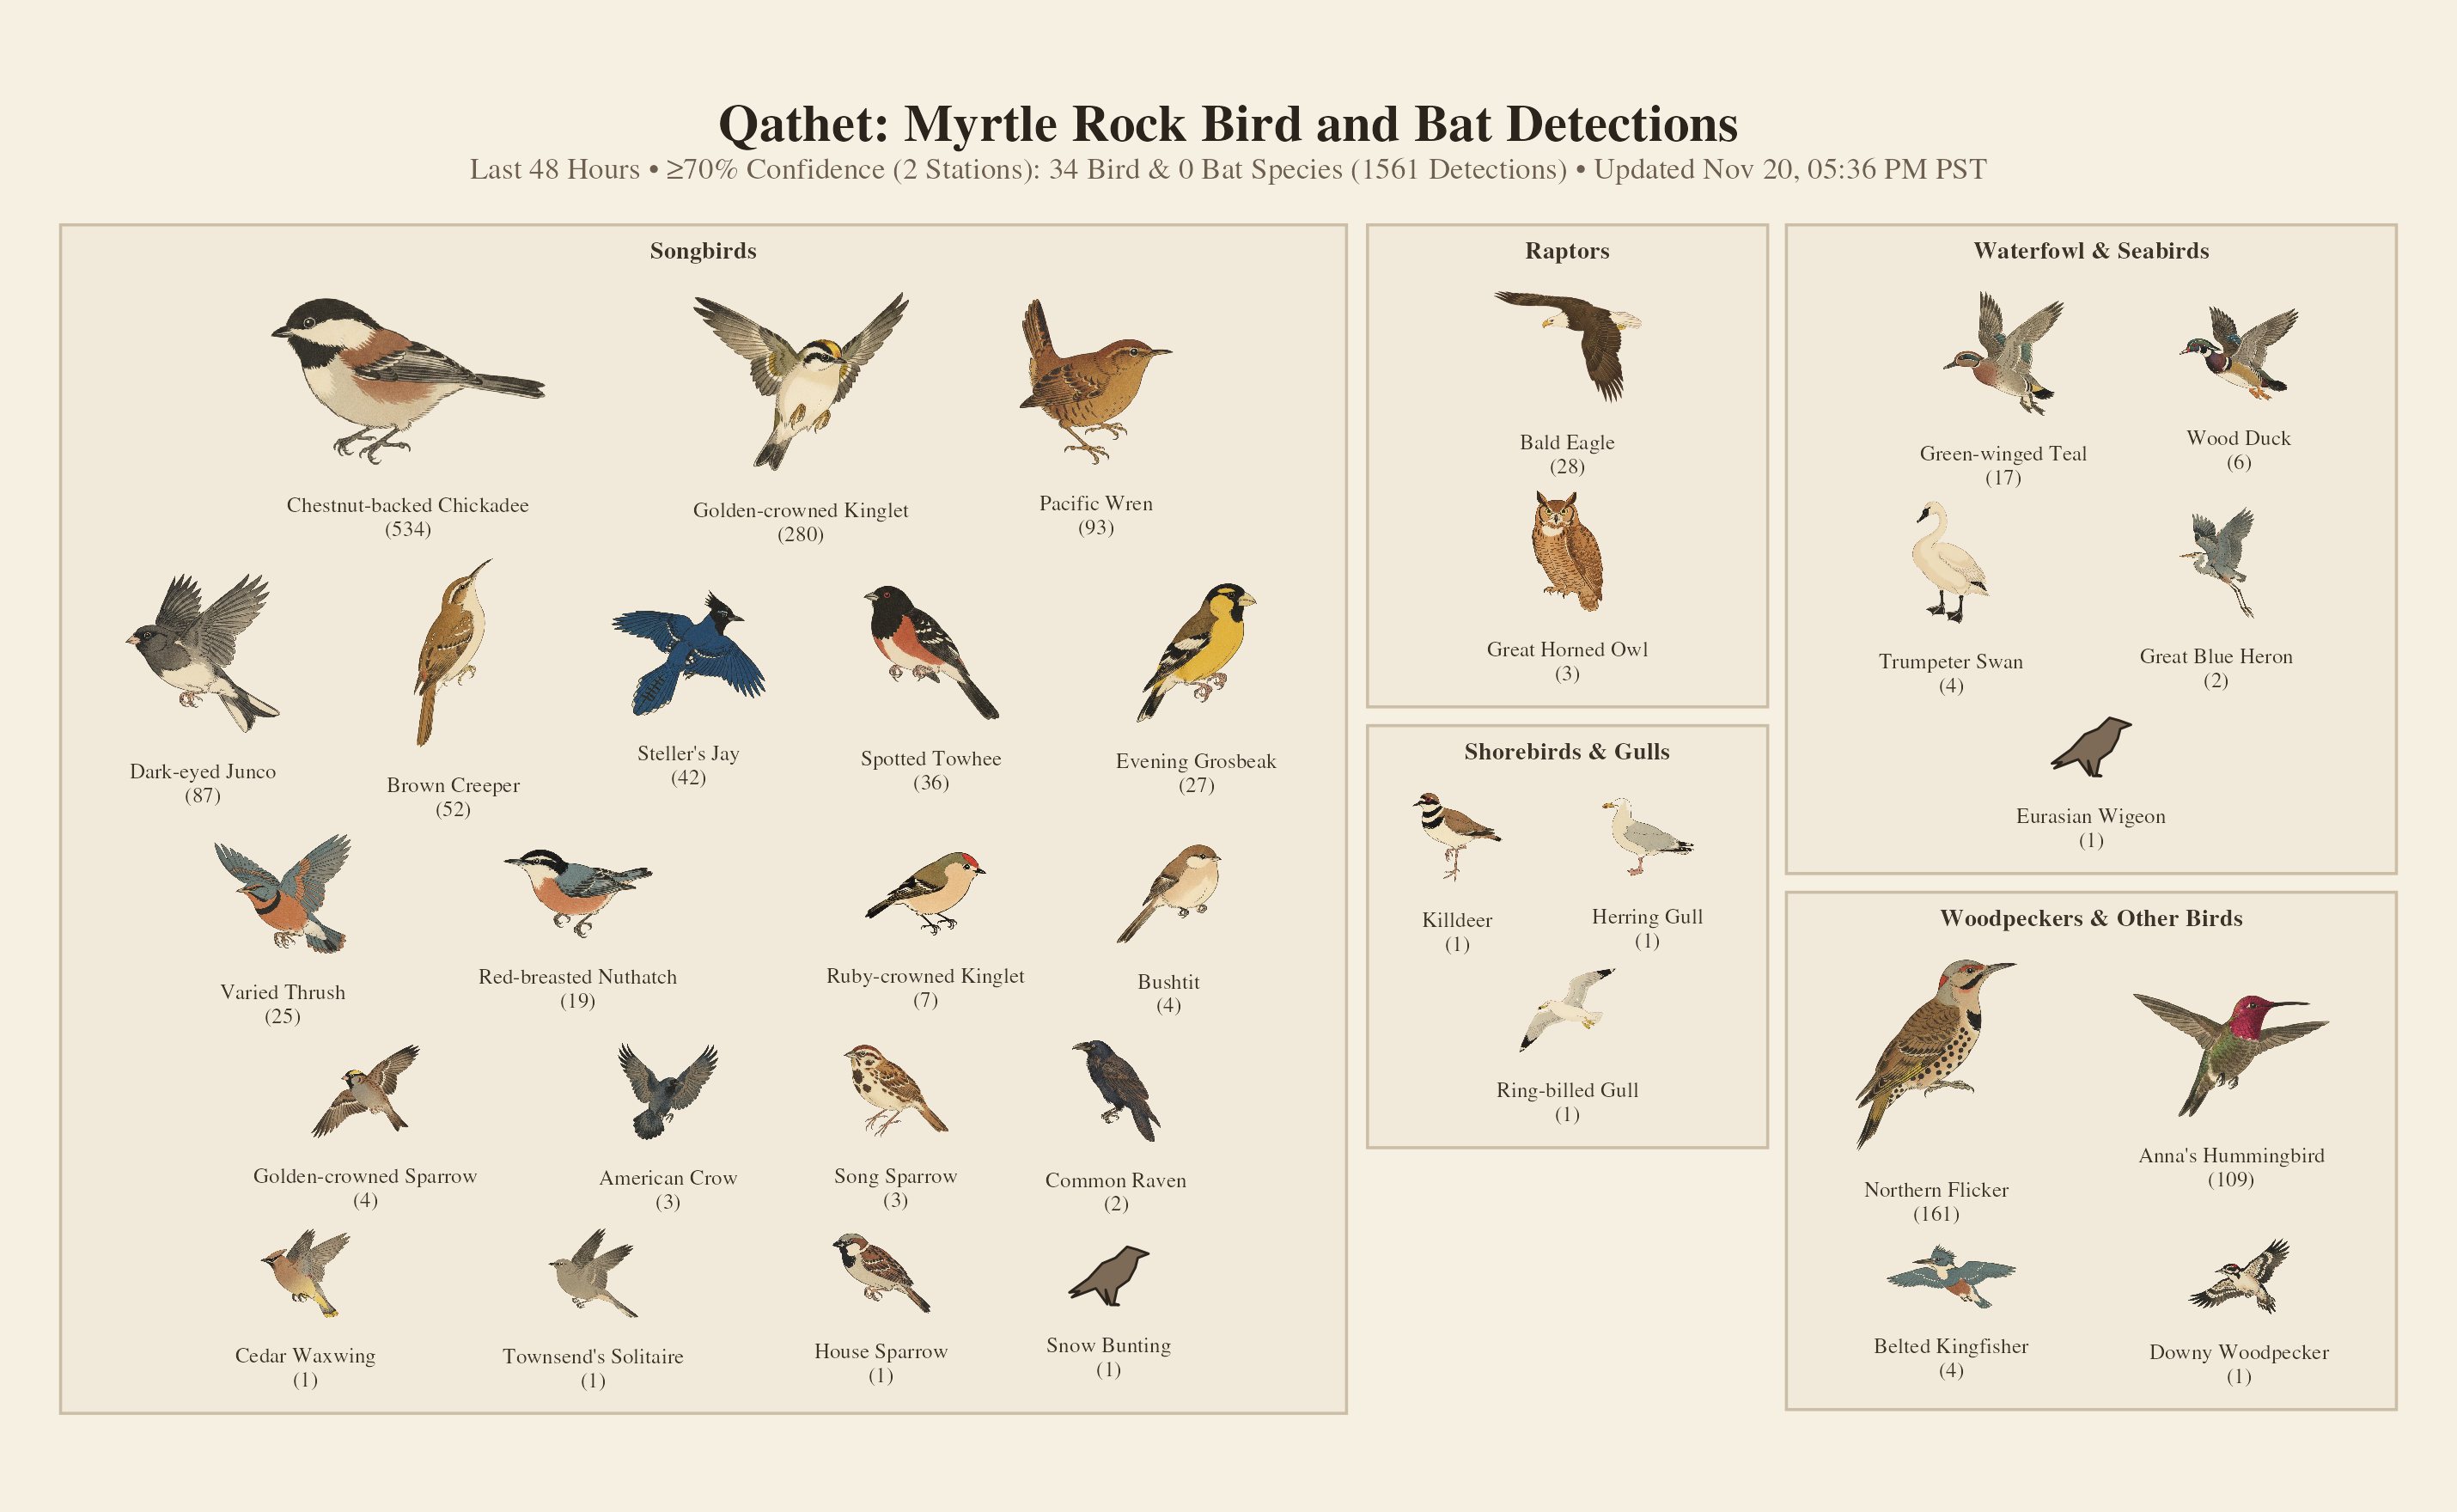 Qathet: Myrtle Rock Bird and Bat Detections
Last 48 Hours • ≥70% Confidence (2 Stations): 34 Bird & 0 Bat Species (1561 Detections) • Updated Nov 20, 05:36 PM PST
Songbirds
Chestnut-backed Chickadee
(534)
Golden-crowned Kinglet
(280)
Pacific Wren
(93)
Dark-eyed Junco
(87)
Brown Creeper
(52)
Steller's Jay
(42)
Spotted Towhee
(36)
Evening Grosbeak
(27)
Varied Thrush
(25)
Red-breasted Nuthatch
(19)
Ruby-crowned Kinglet
(7)
Bushtit
(4)
Golden-crowned Sparrow
(4)
American Crow
(3)
Song Sparrow
(3)
Common Raven
(2)
Cedar Waxwing
(1)
Townsend's Solitaire
(1)
House Sparrow
(1)
Snow Bunting
(1)
Raptors
Bald Eagle
(28)
Great Horned Owl
(3)
Shorebirds & Gulls
Killdeer
(1)
Herring Gull
(1)
Ring-billed Gull
(1)
Waterfowl & Seabirds
Green-winged Teal
(17)
Wood Duck
(6)
Trumpeter Swan
(4)
Great Blue Heron
(2)
Eurasian Wigeon
(1)
Woodpeckers & Other Birds
Northern Flicker
(161)
Anna's Hummingbird
(109)
Belted Kingfisher
(4)
Downy Woodpecker
(1)